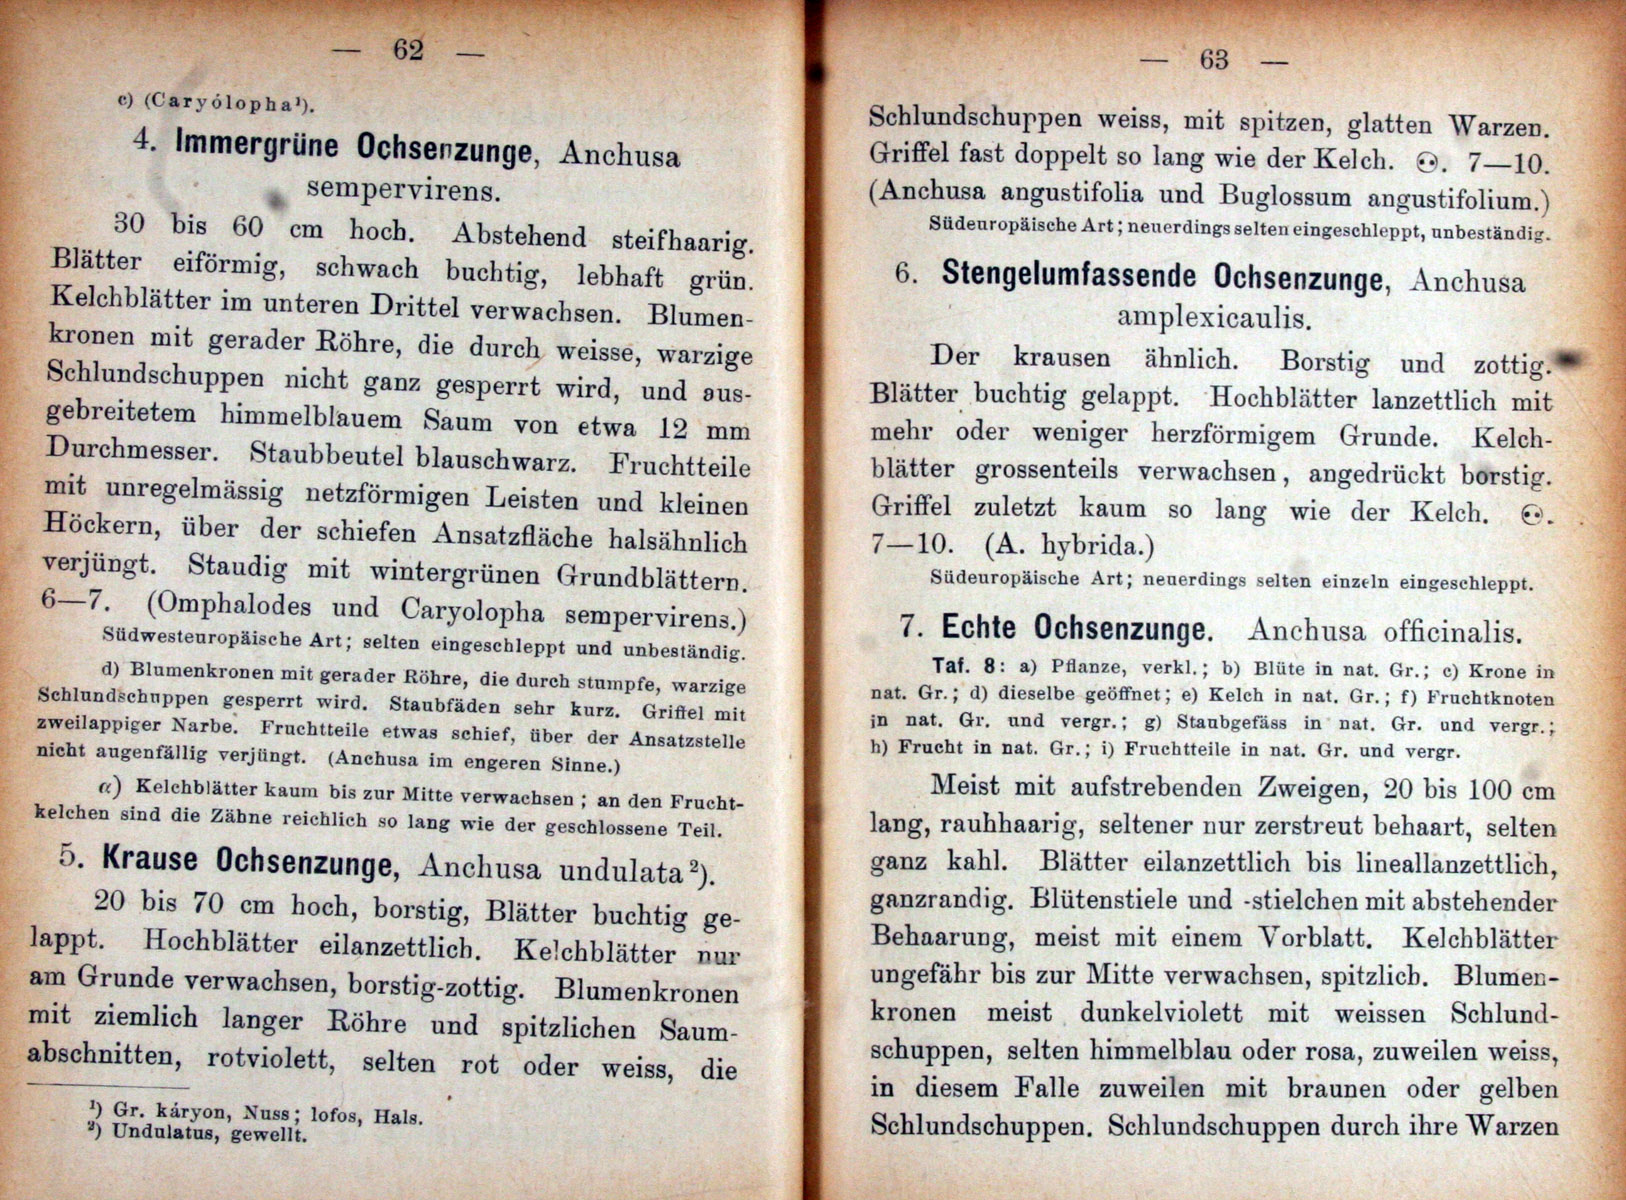 — 62 —
c) (Caryólopha¹).
4. Immergrüne Ochsenzunge, Anchusa
sempervirens.
30 bis 60 cm hoch. Abstehend steifhaarig.
Blätter eiförmig, schwach buchtig, lebhaft grün.
Kelchblätter im unteren Drittel verwachsen. Blumen-
kronen mit gerader Röhre, die durch weisse, warzige
Schlundschuppen nicht ganz gesperrt wird, und aus-
gebreitetem himmelblauem Saum von etwa 12 mm
Durchmesser. Staubbeutel blauschwarz. Fruchtteile
mit unregelmässig netzförmigen Leisten und kleinen
Höckern, über der schiefen Ansatzfläche halsähnlich
verjüngt. Staudig mit wintergrünen Grundblättern.
6—7. (Omphalodes und Caryolopha sempervirens.)
Südwesteuropäische Art; selten eingeschleppt und unbeständig.
d) Blumenkronen mit gerader Röhre, die durch stumpfe, warzige
Schlundschuppen gesperrt wird. Staubfäden sehr kurz. Griffel mit
zweilappiger Narbe. Fruchtteile etwas schief, über der Ansatzstelle
nicht augenfällig verjüngt. (Anchusa im engeren Sinne.)
α) Kelchblätter kaum bis zur Mitte verwachsen; an den Frucht-
kelchen sind die Zähne reichlich so lang wie der geschlossene Teil.
5. Krause Ochsenzunge, Anchusa undulata²).
20 bis 70 cm hoch, borstig, Blätter buchtig ge-
lappt. Hochblätter eilanzettlich. Kelchblätter nur
am Grunde verwachsen, borstig-zottig. Blumenkronen
mit ziemlich langer Röhre und spitzlichen Saum-
abschnitten, rotviolett, selten rot oder weiss, die
¹) Gr. káryon, Nuss; lofos, Hals.
²) Undulatus, gewellt.
— 63 —
Schlundschuppen weiss, mit spitzen, glatten Warzen.
Griffel fast doppelt so lang wie der Kelch. ⚇. 7—10.
(Anchusa angustifolia und Buglossum angustifolium.)
Südeuropäische Art; neuerdings selten eingeschleppt, unbeständig.
6. Stengelumfassende Ochsenzunge, Anchusa
amplexicaulis.
Der krausen ähnlich. Borstig und zottig.
Blätter buchtig gelappt. Hochblätter lanzettlich mit
mehr oder weniger herzförmigem Grunde. Kelch-
blätter grossenteils verwachsen, angedrückt borstig.
Griffel zuletzt kaum so lang wie der Kelch. ⚇.
7—10. (A. hybrida.)
Südeuropäische Art; neuerdings selten einzeln eingeschleppt.
7. Echte Ochsenzunge. Anchusa officinalis.
Taf. 8: a) Pflanze, verkl.; b) Blüte in nat. Gr.; c) Krone in
nat. Gr.; d) dieselbe geöffnet; e) Kelch in nat. Gr.; f) Fruchtknoten
in nat. Gr. und vergr.; g) Staubgefäss in nat. Gr. und vergr.;
h) Frucht in nat. Gr.; i) Fruchtteile in nat. Gr. und vergr.
Meist mit aufstrebenden Zweigen, 20 bis 100 cm
lang, rauhhaarig, seltener nur zerstreut behaart, selten
ganz kahl. Blätter eilanzettlich bis lineallanzettlich,
ganzrandig. Blütenstiele und -stielchen mit abstehender
Behaarung, meist mit einem Vorblatt. Kelchblätter
ungefähr bis zur Mitte verwachsen, spitzlich. Blumen-
kronen meist dunkelviolett mit weissen Schlund-
schuppen, selten himmelblau oder rosa, zuweilen weiss,
in diesem Falle zuweilen mit braunen oder gelben
Schlundschuppen. Schlundschuppen durch ihre Warzen